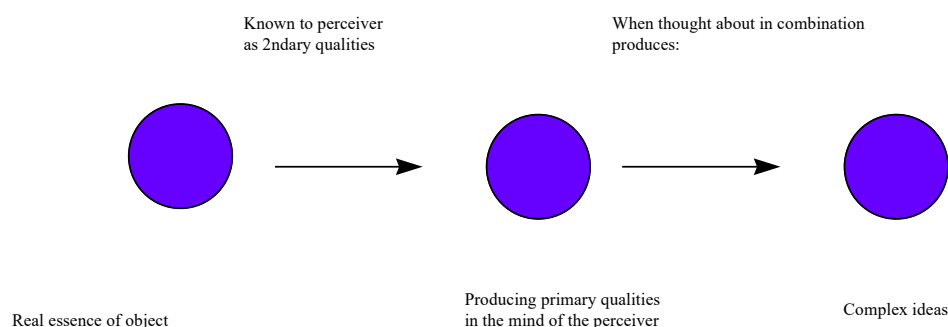 Known to perceiver
as 2ndary qualities
When thought about in combination
produces:
Real essence of object
Producing primary qualities
in the mind of the perceiver
Complex ideas